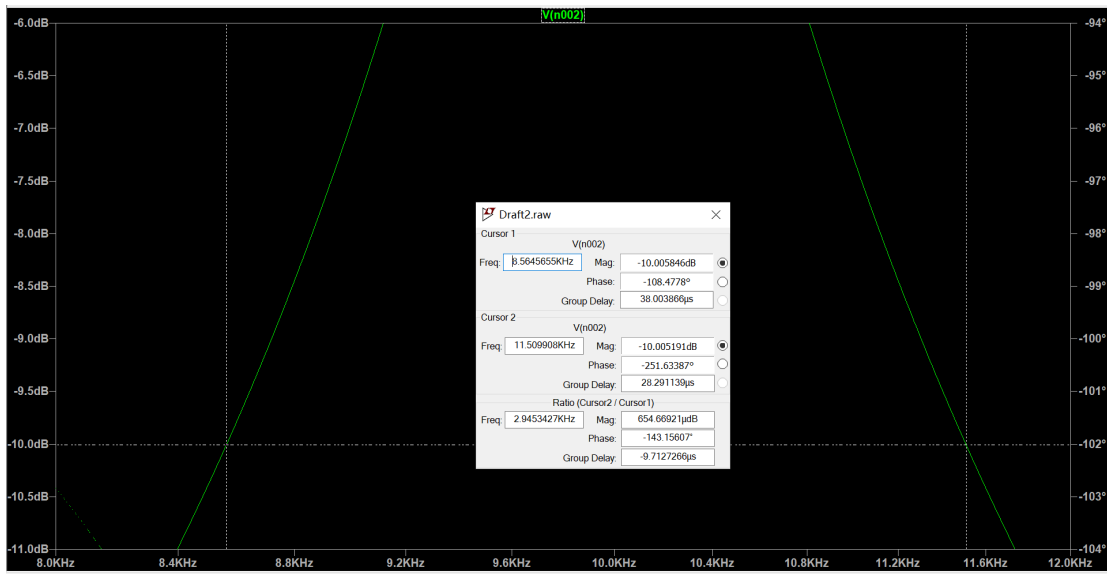 V(n002)
-6.0dB
-6.5dB
-7.0dB
-7.5dB
-8.0dB
-8.5dB
-9.0dB
-9.5dB
-10.0dB
-10.5dB
-11.0dB
-94°
-95°
-96°
-97°
-98°
-99°
-100°
-101°
-102°
-103°
-104°
Draft2.raw
Cursor 1
V(n002)
Freq: 8.5645655KHz Mag: -10.005846dB
Phase: -108.4778°
Group Delay: 38.003866µs
Cursor 2
V(n002)
Freq: 11.509908KHz Mag: -10.005191dB
Phase: -251.63387°
Group Delay: 28.291139µs
Ratio (Cursor2 / Cursor1)
Freq: 2.9453427KHz Mag: 654.66921µdB
Phase: -143.15607°
Group Delay: -9.7127266µs
8.0KHz 8.4KHz 8.8KHz 9.2KHz 9.6KHz 10.0KHz 10.4KHz 10.8KHz 11.2KHz 11.6KHz 12.0KHz